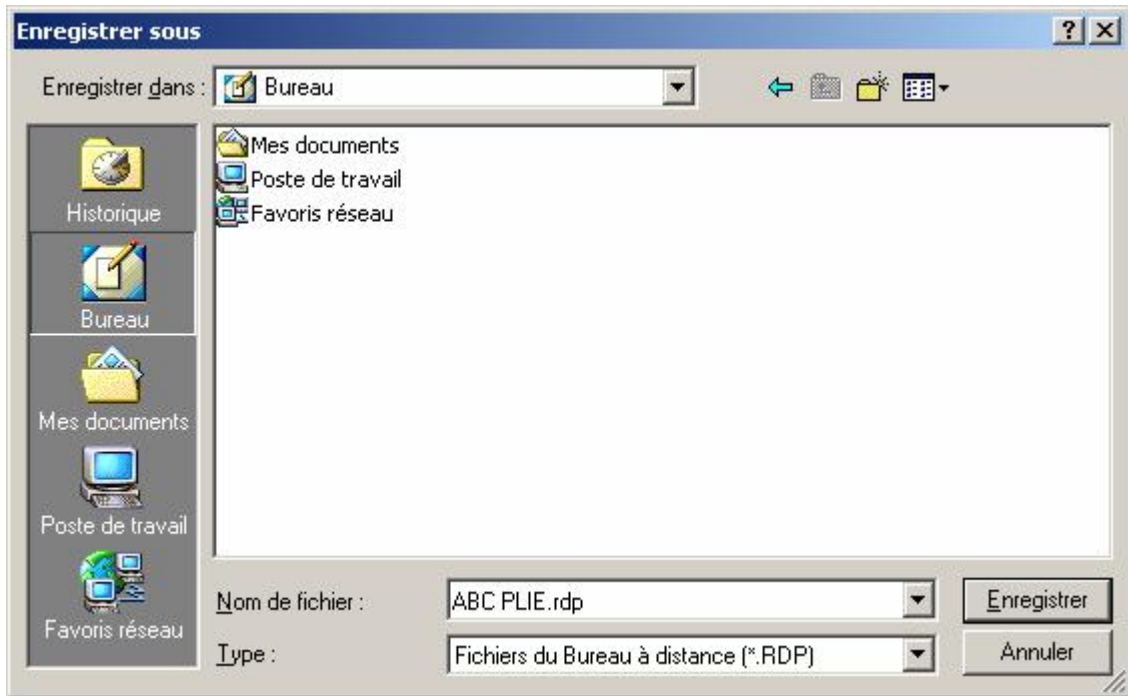 Enregistrer sous
Enregistrer dans :
Bureau
Historique
Bureau
Mes documents
Poste de travail
Favoris réseau
Mes documents
Poste de travail
Favoris réseau
Nom de fichier :
ABC PLIE.rdp
Enregistrer
Type :
Fichiers du Bureau à distance (*.RDP)
Annuler